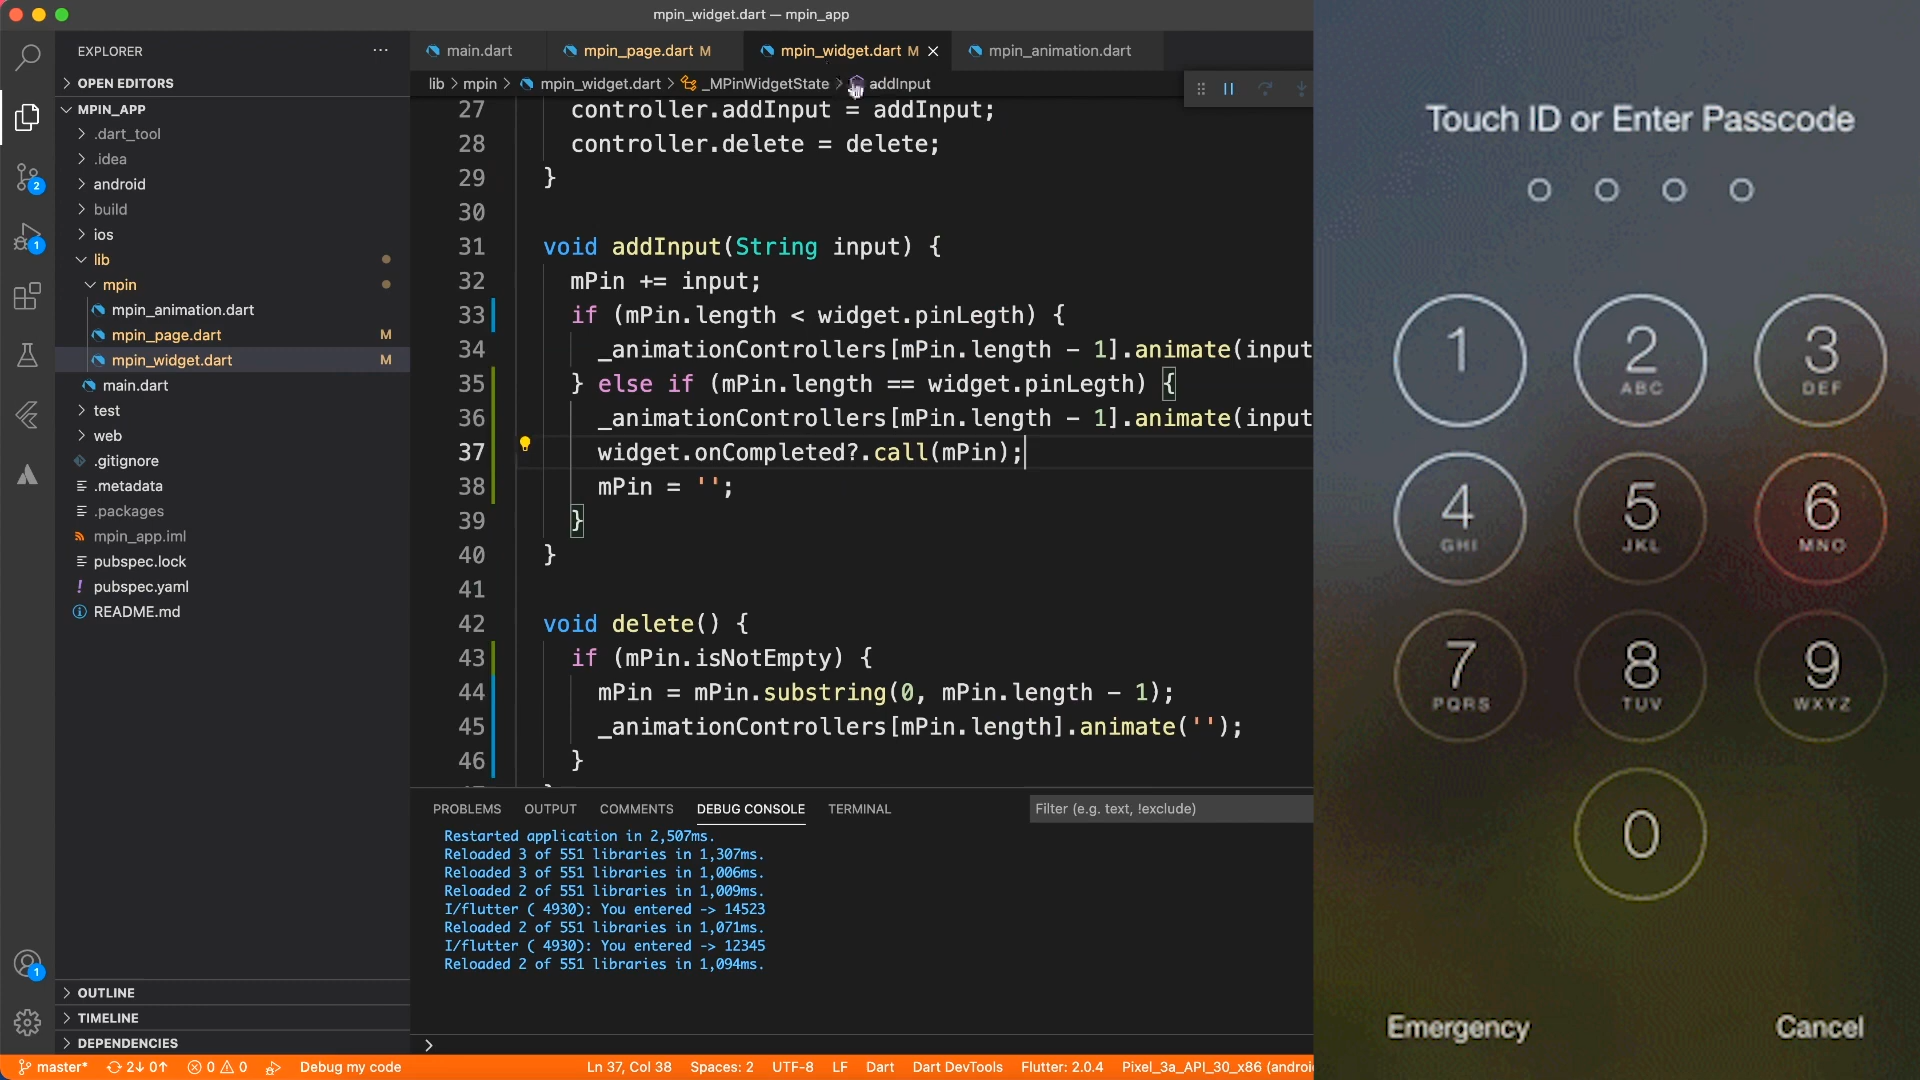 mpin_widget.dart — mpin_app
EXPLORER
OPEN EDITORS
MPIN_APP
.dart_tool
.idea
android
build
ios
lib
mpin
mpin_animation.dart
mpin_page.dart M
mpin_widget.dart M
main.dart
test
web
.gitignore
.metadata
.packages
mpin_app.iml
pubspec.lock
pubspec.yaml
README.md
OUTLINE
TIMELINE
DEPENDENCIES
2
1
1
main.dart
mpin_page.dart M
mpin_widget.dart M
mpin_animation.dart
lib > mpin > mpin_widget.dart > _MPinWidgetState > addInput
27 controller.addInput = addInput;
28 controller.delete = delete;
29 }
30
31 void addInput(String input) {
32 mPin += input;
33 if (mPin.length < widget.pinLegth) {
34 _animationControllers[mPin.length - 1].animate(input
35 } else if (mPin.length == widget.pinLegth) {
36 _animationControllers[mPin.length - 1].animate(input
37 widget.onCompleted?.call(mPin);
38 mPin = '';
39 }
40 }
41
42 void delete() {
43 if (mPin.isNotEmpty) {
44 mPin = mPin.substring(0, mPin.length - 1);
45 _animationControllers[mPin.length].animate('');
46 }
PROBLEMS OUTPUT COMMENTS DEBUG CONSOLE TERMINAL
Filter (e.g. text, !exclude)
Restarted application in 2,507ms.
Reloaded 3 of 551 libraries in 1,307ms.
Reloaded 3 of 551 libraries in 1,006ms.
Reloaded 2 of 551 libraries in 1,009ms.
I/flutter ( 4930): You entered -> 14523
Reloaded 2 of 551 libraries in 1,071ms.
I/flutter ( 4930): You entered -> 12345
Reloaded 2 of 551 libraries in 1,094ms.
master* 2↓ 0↑ 0 0 Debug my code
Ln 37, Col 38 Spaces: 2 UTF-8 LF Dart Dart DevTools Flutter: 2.0.4 Pixel_3a_API_30_x86 (android
Touch ID or Enter Passcode
1
2 ABC
3 DEF
4 GHI
5 JKL
6 MNO
7 PQRS
8 TUV
9 WXYZ
0
Emergency
Cancel